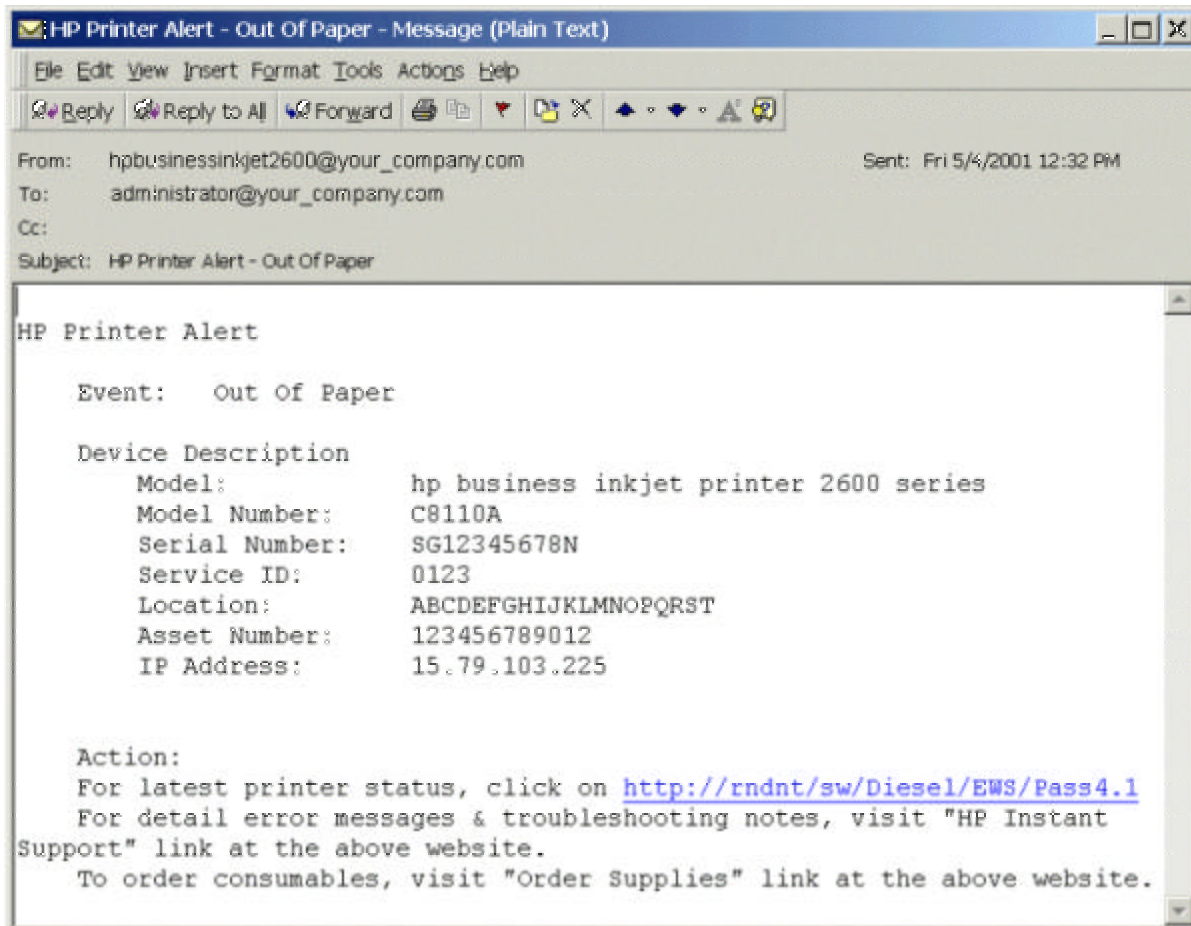 HP Printer Alert - Out Of Paper - Message (Plain Text)
File Edit View Insert Format Tools Actions Help
Reply Reply to All Forward
From: hpbusinessinkjet2600@your_company.com Sent: Fri 5/4/2001 12:32 PM
To: administrator@your_company.com
Cc:
Subject: HP Printer Alert - Out Of Paper
HP Printer Alert
Event: Out Of Paper
Device Description
Model: hp business inkjet printer 2600 series
Model Number: C8110A
Serial Number: SG12345678N
Service ID: 0123
Location: ABCDEFGHIJKLMNOPQRST
Asset Number: 123456789012
IP Address: 15.79.103.225
Action:
For latest printer status, click on http://rndnt/sw/Diesel/EWS/Pass4.1
For detail error messages & troubleshooting notes, visit "HP Instant
Support" link at the above website.
To order consumables, visit "Order Supplies" link at the above website.